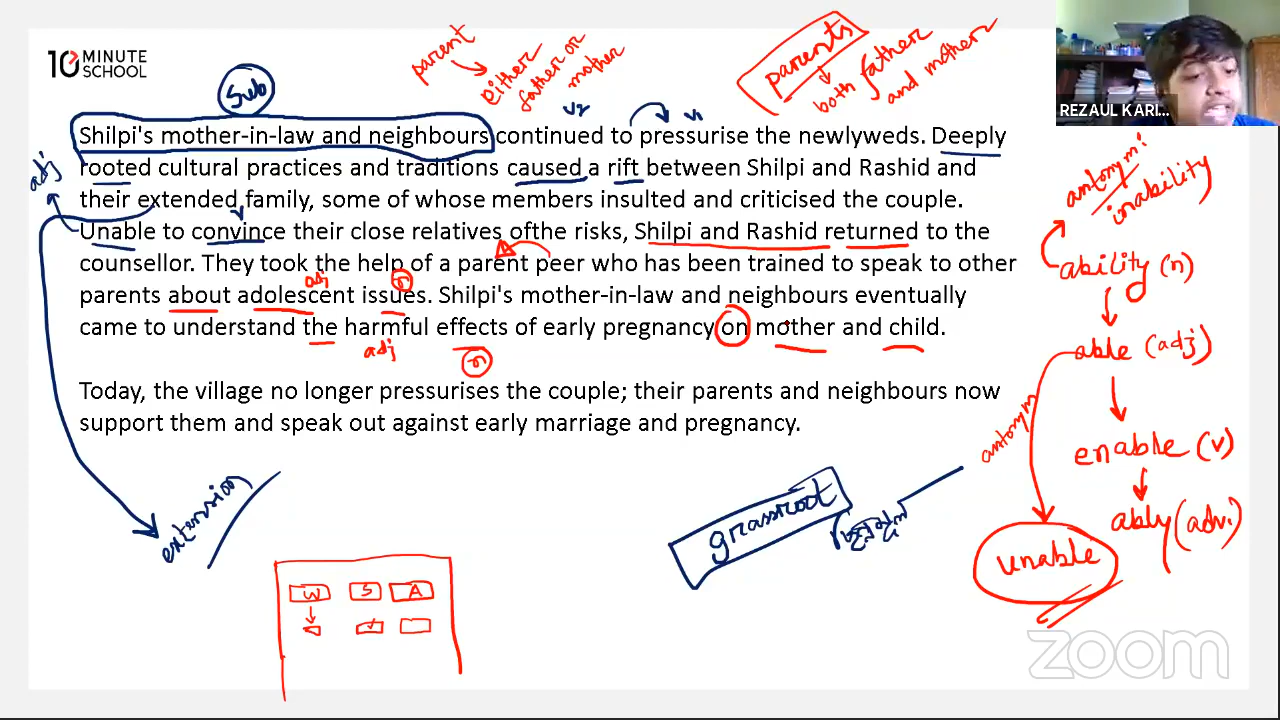 10 MINUTE
SCHOOL
Sub
parent
either
father or
mother
parents
both father
and mother
REZAUL KARI...
v2
v1
Shilpi's mother-in-law and neighbours continued to pressurise the newlyweds. Deeply
rooted cultural practices and traditions caused a rift between Shilpi and Rashid and
their extended family, some of whose members insulted and criticised the couple.
Unable to convince their close relatives ofthe risks, Shilpi and Rashid returned to the
counsellor. They took the help of a parent peer who has been trained to speak to other
parents about adolescent issues. Shilpi's mother-in-law and neighbours eventually
came to understand the harmful effects of early pregnancy on mother and child.
adj
v
adj
n
adj
n
Today, the village no longer pressurises the couple; their parents and neighbours now
support them and speak out against early marriage and pregnancy.
antonym:
inability
ability (n)
able (adj)
antonym
enable (v)
ably (adv.)
unable
extension
grassroot
W S A
zoom